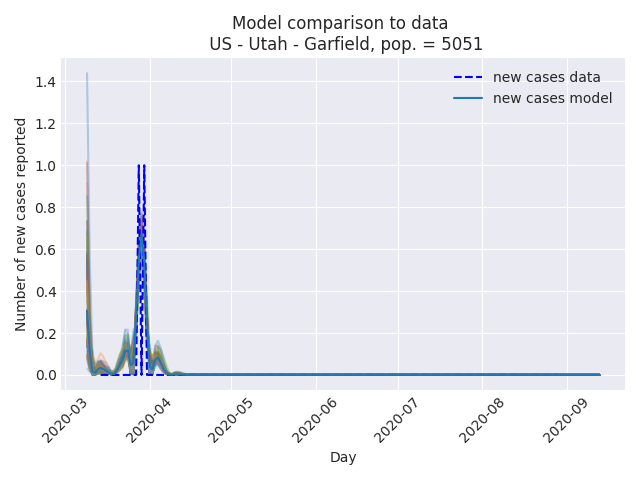 Model comparison to data
US - Utah - Garfield, pop. = 5051
new cases data
new cases model
Number of new cases reported
1.4
1.2
1.0
0.8
0.6
0.4
0.2
0.0
2020-03
2020-04
2020-05
2020-06
2020-07
2020-08
2020-09
Day